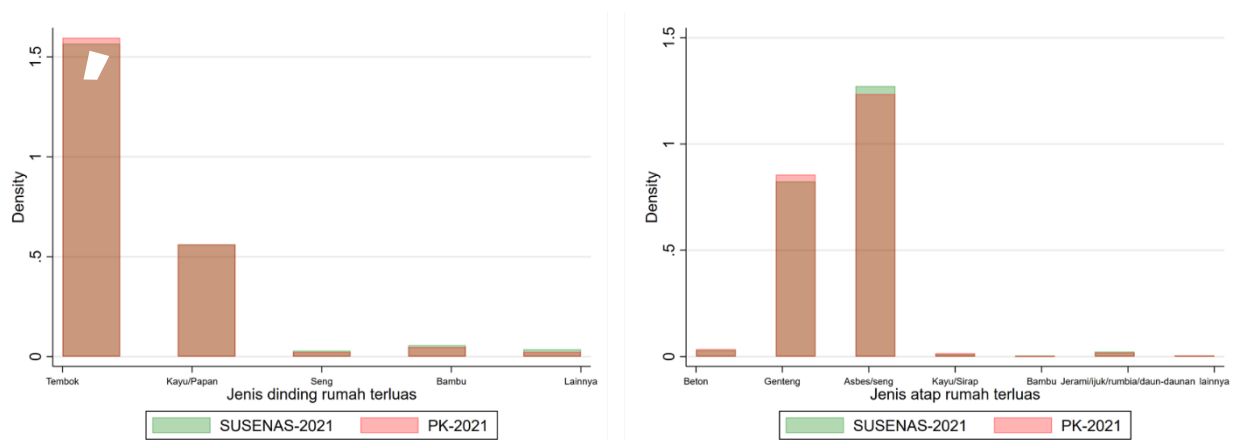 Density
1.5
1
.5
0
Tembok Kayu/Papan Seng Bambu Lainnya
Jenis dinding rumah terluas
SUSENAS-2021 PK-2021
Density
1.5
1
.5
0
Beton Genteng Asbes/seng Kayu/Sirap Bambu Jerami/ijuk/rumbia/daun-daunan lainnya
Jenis atap rumah terluas
SUSENAS-2021 PK-2021